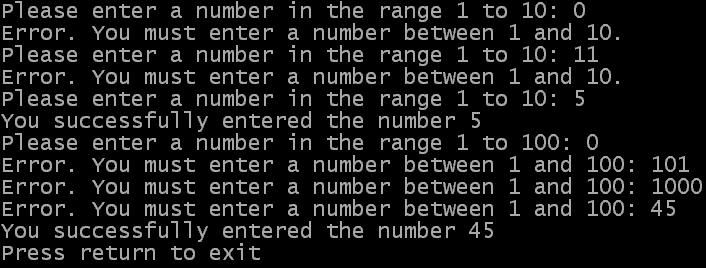 Please enter a number in the range 1 to 10: 0
Error. You must enter a number between 1 and 10.
Please enter a number in the range 1 to 10: 11
Error. You must enter a number between 1 and 10.
Please enter a number in the range 1 to 10: 5
You successfully entered the number 5
Please enter a number in the range 1 to 100: 0
Error. You must enter a number between 1 and 100: 101
Error. You must enter a number between 1 and 100: 1000
Error. You must enter a number between 1 and 100: 45
You successfully entered the number 45
Press return to exit